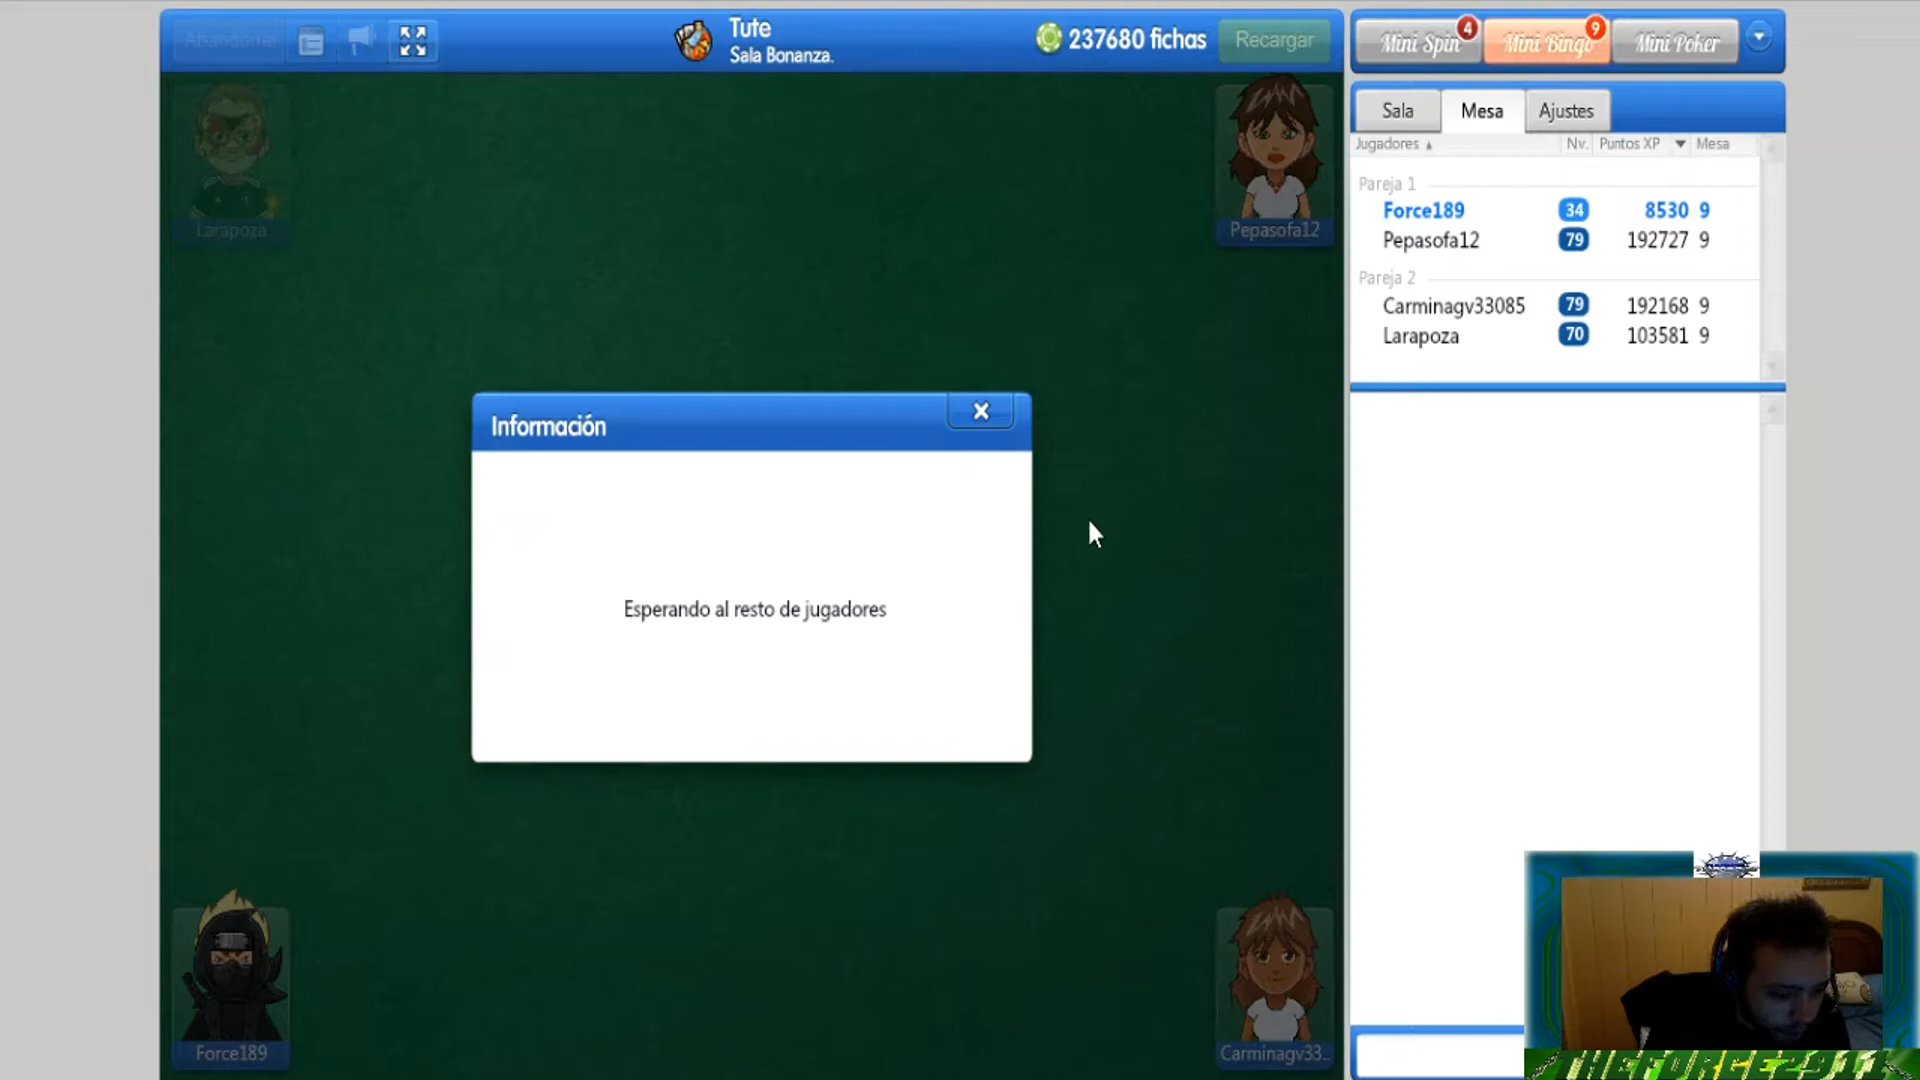 Abandonar
Tute
Sala Bonanza.
237680 fichas
Recargar
Mini Spin
4
Mini Bingo
9
Mini Poker
Sala
Mesa
Ajustes
Jugadores
Nv.
Puntos XP
Mesa
Pareja 1
Force189 34 8530 9
Pepasofa12 79 192727 9
Pareja 2
Carminagv33085 79 192168 9
Larapoza 70 103581 9
Larapoza
Pepasofa12
Información
Esperando al resto de jugadores
Force189
Carminagv33..
THEFORCE2911